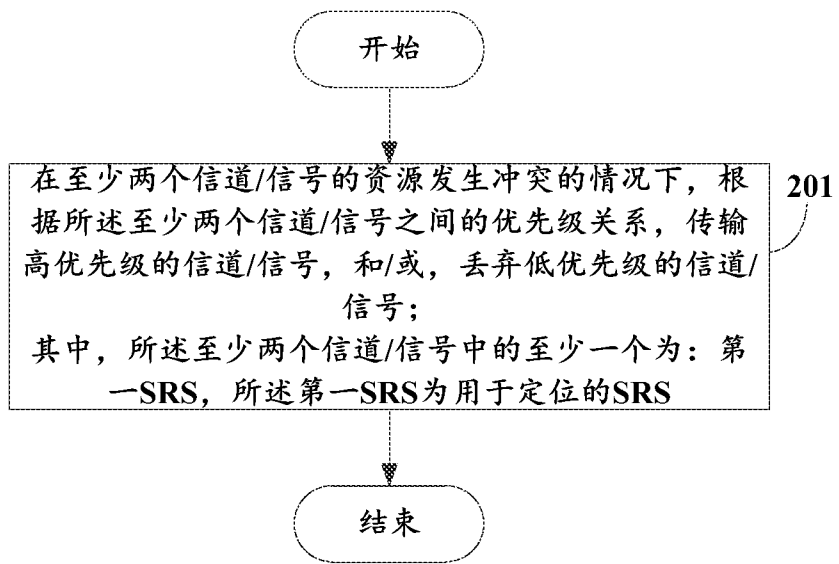 开始
在至少两个信道/信号的资源发生冲突的情况下，根
据所述至少两个信道/信号之间的优先级关系，传输
高优先级的信道/信号，和/或，丢弃低优先级的信道/
信号；
其中，所述至少两个信道/信号中的至少一个为：第
一SRS，所述第一SRS为用于定位的SRS
201
结束